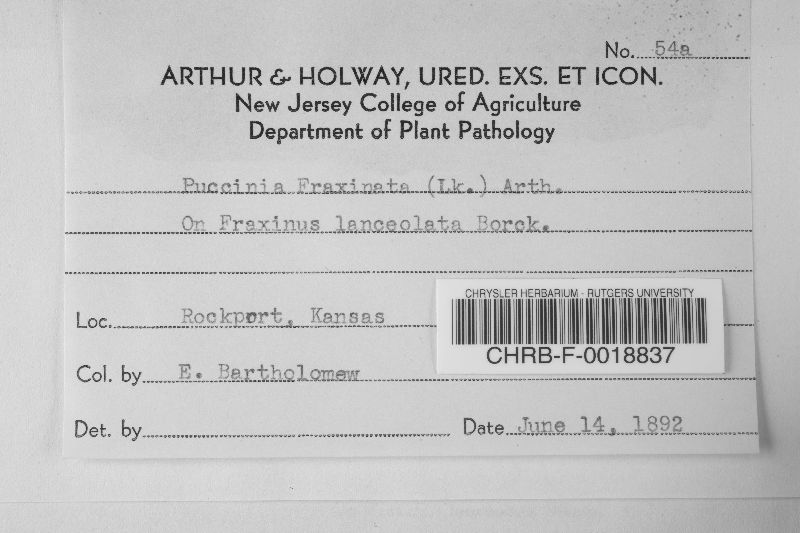 No. 54a
ARTHUR & HOLWAY, URED. EXS. ET ICON.
New Jersey College of Agriculture
Department of Plant Pathology
Puccinia Fraxinata (Lk.) Arth.
On Fraxinus lanceolata Borck.
Loc. Rockport, Kansas
CHRYSLER HERBARIUM - RUTGERS UNIVERSITY
CHRB-F-0018837
Col. by E. Bartholomew
Det. by
Date June 14, 1892